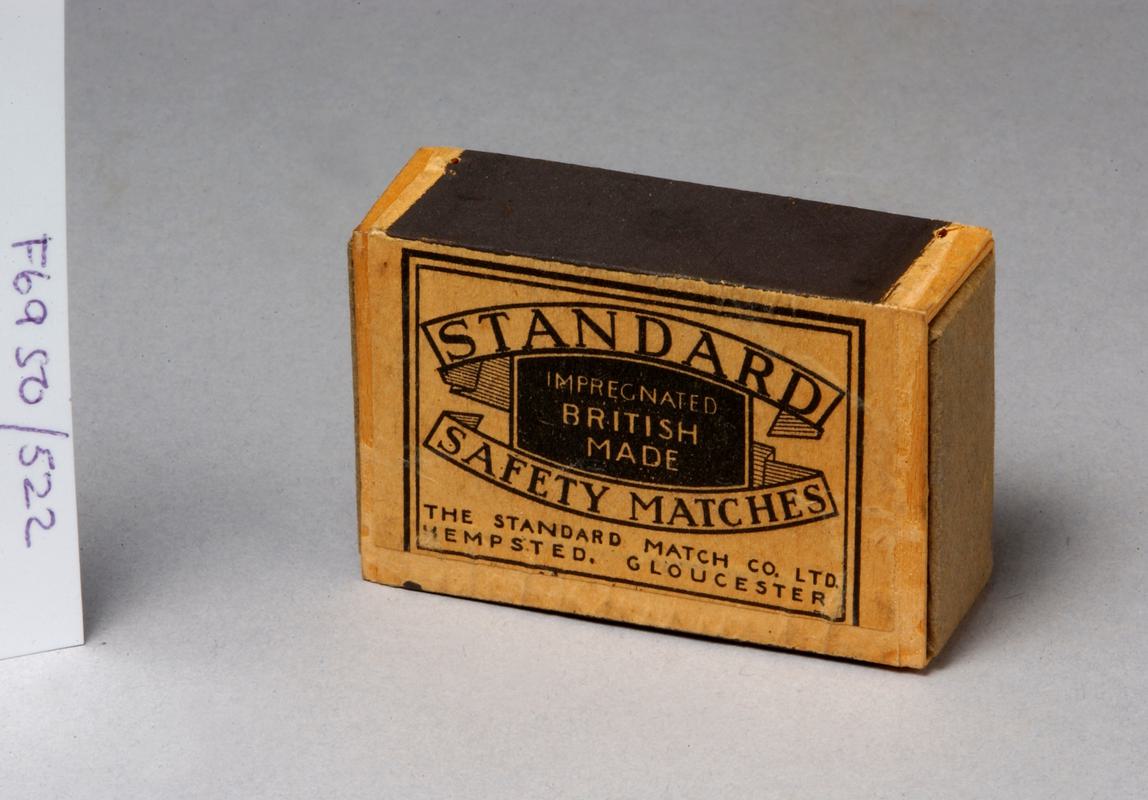 STANDARD
IMPREGNATED
BRITISH
MADE
SAFETY MATCHES
THE STANDARD MATCH CO. LTD.
HEMPSTED. GLOUCESTER
F69 50/522